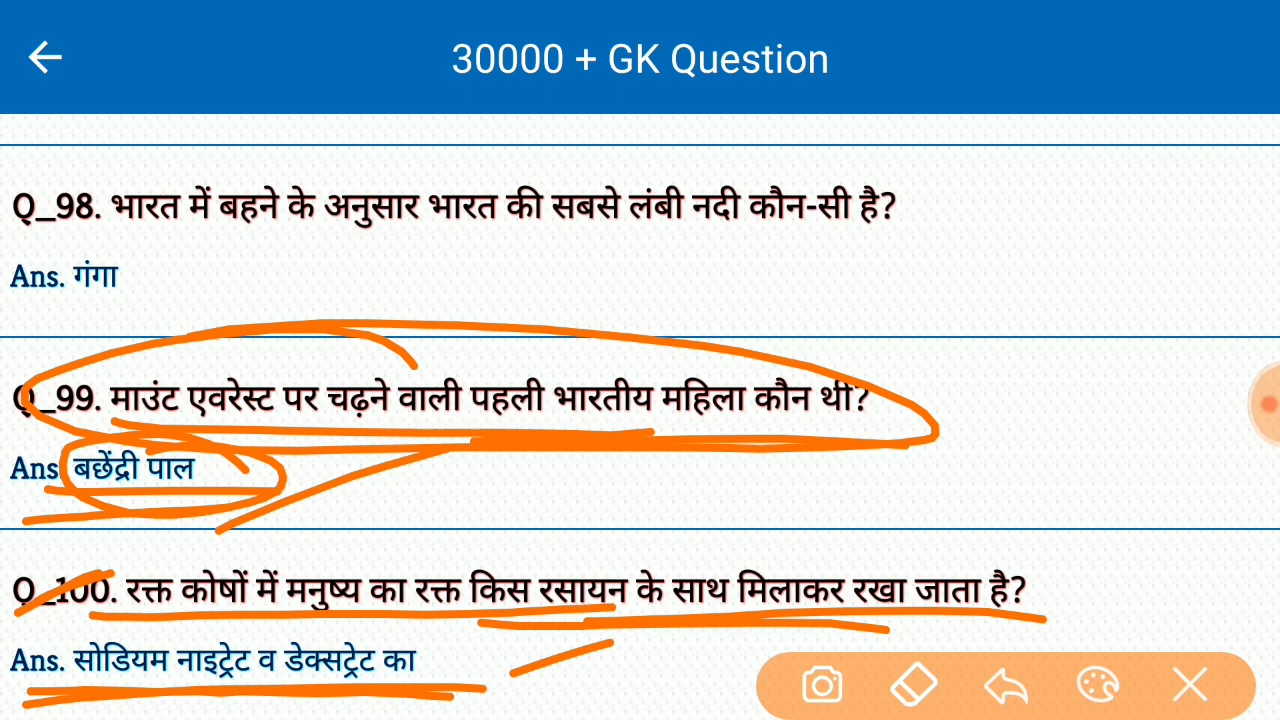 30000 + GK Question
Q_98. भारत में बहने के अनुसार भारत की सबसे लंबी नदी कौन-सी है?
Ans. गंगा
Q_99. माउंट एवरेस्ट पर चढ़ने वाली पहली भारतीय महिला कौन थी?
Ans. बछेंद्री पाल
Q_100. रक्त कोषों में मनुष्य का रक्त किस रसायन के साथ मिलाकर रखा जाता है?
Ans. सोडियम नाइट्रेट व डेक्सट्रेट का